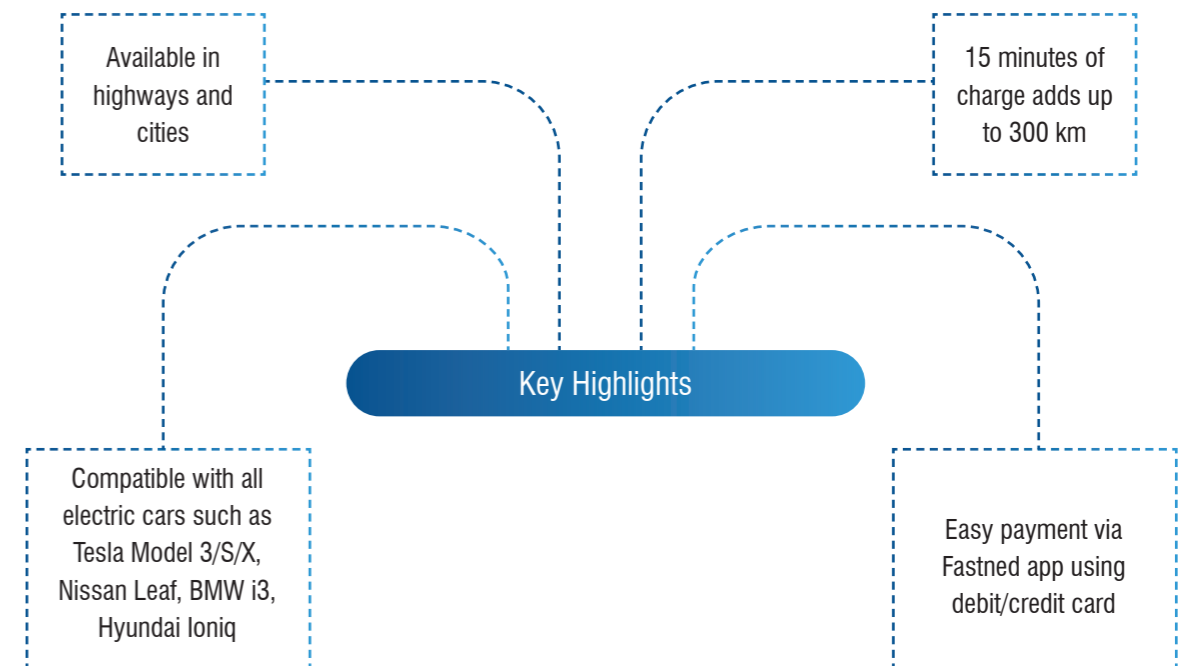 Available in
highways and
cities
15 minutes of
charge adds up
to 300 km
Key Highlights
Compatible with all
electric cars such as
Tesla Model 3/S/X,
Nissan Leaf, BMW i3,
Hyundai Ioniq
Easy payment via
Fastned app using
debit/credit card